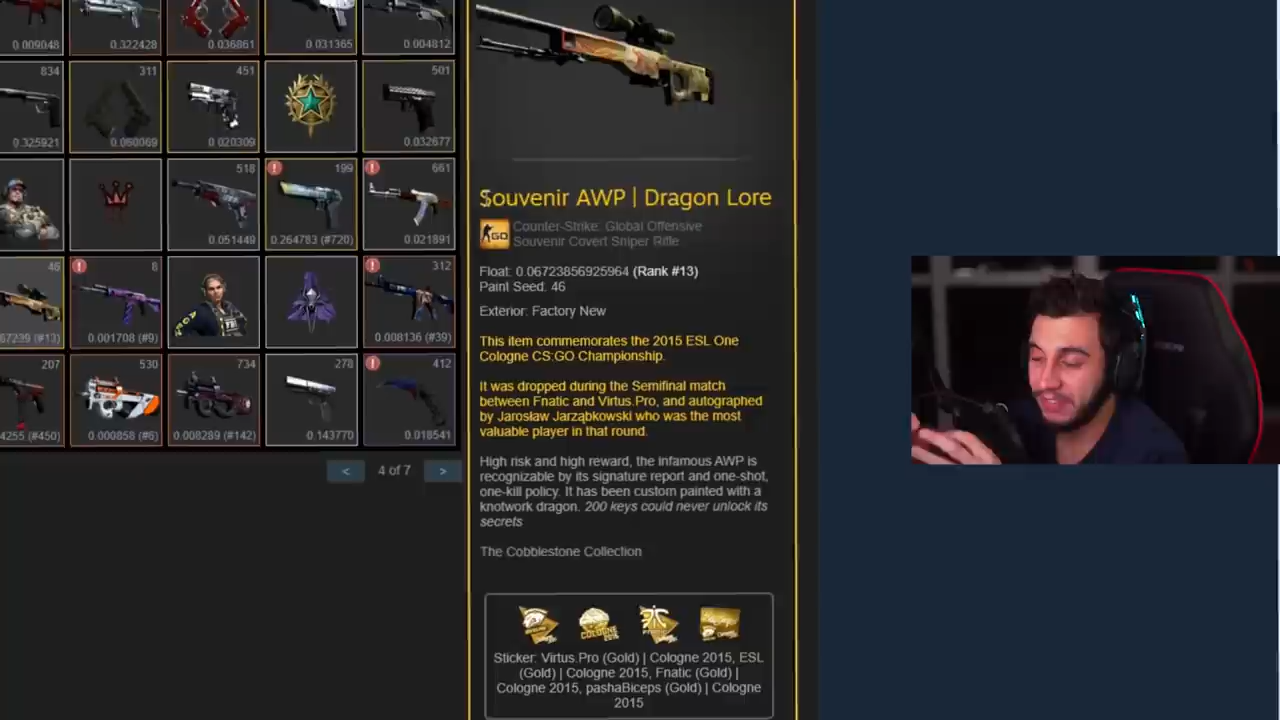 0.009048
0.322428
0.036861
0.031365
0.004812
834
311
451
501
0.325921
0.060069
0.020309
0.032677
518
199
661
0.051449
0.264783 (#720)
0.021891
46
8
312
67239 (#13)
0.001708 (#9)
0.008136 (#39)
207
530
734
278
412
4255 (#450)
0.000858 (#6)
0.008289 (#142)
0.143770
0.018541
<
4 of 7
>
Souvenir AWP | Dragon Lore
GO
Counter-Strike: Global Offensive
Souvenir Covert Sniper Rifle
Float: 0.06723856925964 (Rank #13)
Paint Seed: 46
Exterior: Factory New
This item commemorates the 2015 ESL One
Cologne CS:GO Championship.
It was dropped during the Semifinal match
between Fnatic and Virtus.Pro, and autographed
by Jarosław Jarząbkowski who was the most
valuable player in that round.
High risk and high reward, the infamous AWP is
recognizable by its signature report and one-shot,
one-kill policy. It has been custom painted with a
knotwork dragon. 200 keys could never unlock its
secrets
The Cobblestone Collection
COLOGNE
Sticker: Virtus.Pro (Gold) | Cologne 2015, ESL
(Gold) | Cologne 2015, Fnatic (Gold) |
Cologne 2015, pashaBiceps (Gold) | Cologne
2015